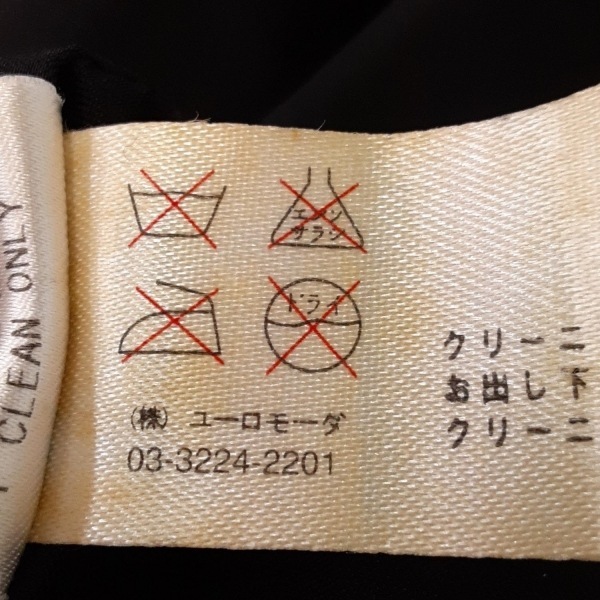 CLEAN ONLY
エンソ
サラシ
ドライ
(株) ユーロモーダ
03-3224-2201
クリーニ
お出し下
クリーニ